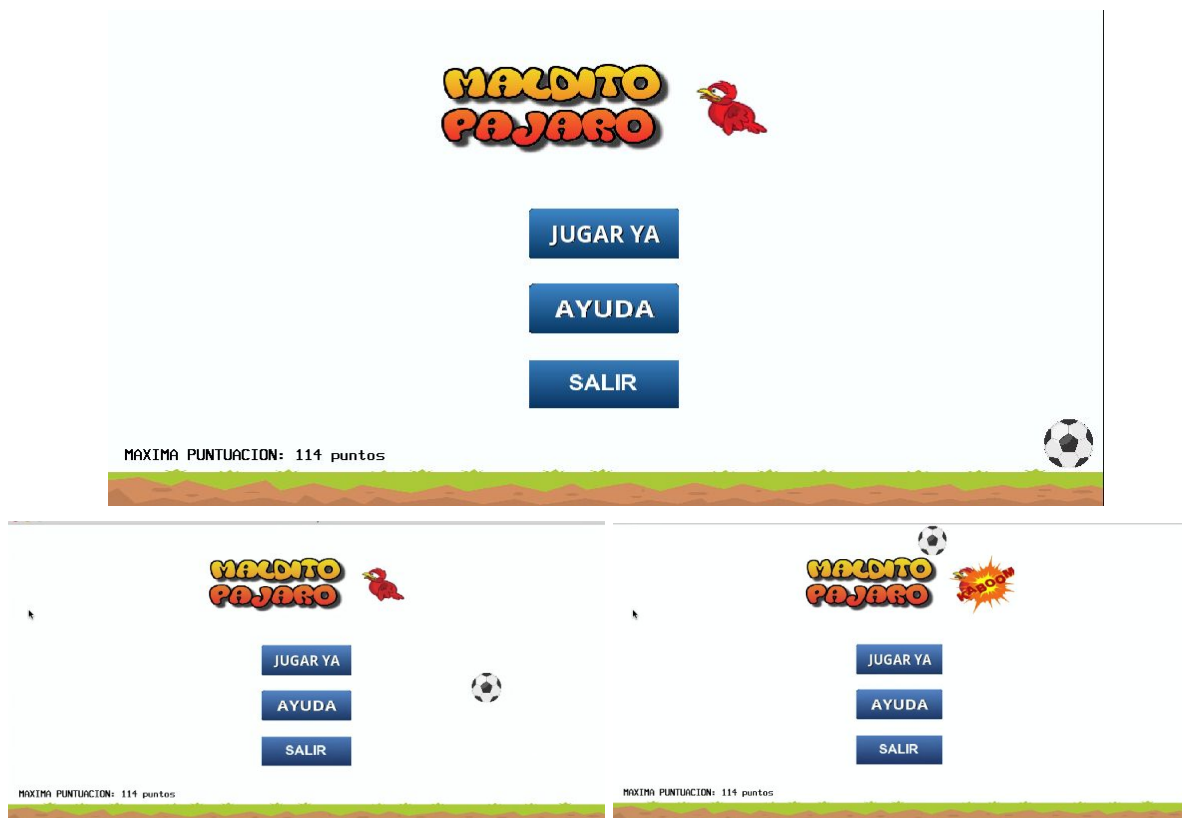 MALDITO
PAJARO
JUGAR YA
AYUDA
SALIR
MAXIMA PUNTUACION: 114 puntos
MALDITO
PAJARO
JUGAR YA
AYUDA
SALIR
MAXIMA PUNTUACION: 114 puntos
MALDITO
PAJARO
KABOOM
JUGAR YA
AYUDA
SALIR
MAXIMA PUNTUACION: 114 puntos